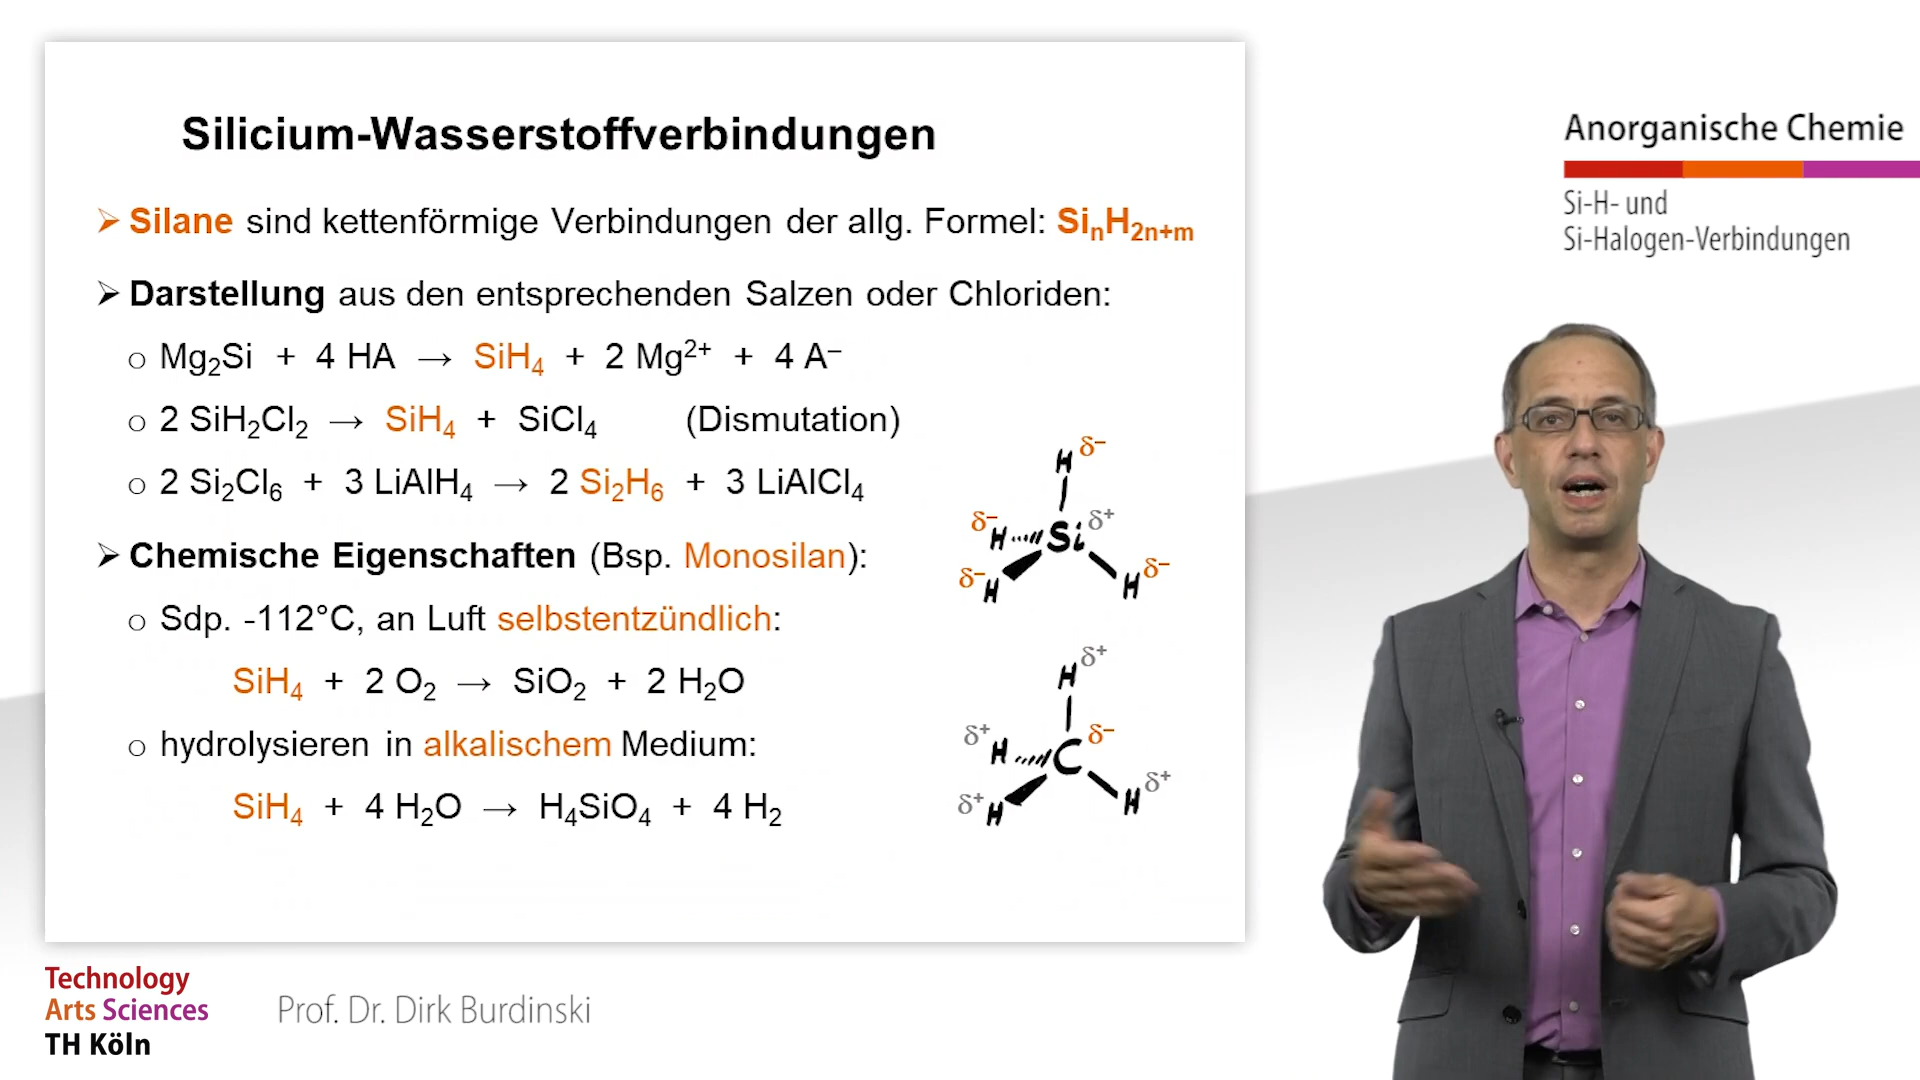 Silicium-Wasserstoffverbindungen
➢ Silane sind kettenförmige Verbindungen der allg. Formel: SiₙH₂ₙ₊ₘ
➢ Darstellung aus den entsprechenden Salzen oder Chloriden:
o Mg₂Si + 4 HA → SiH₄ + 2 Mg²⁺ + 4 A⁻
o 2 SiH₂Cl₂ → SiH₄ + SiCl₄ (Dismutation)
o 2 Si₂Cl₆ + 3 LiAlH₄ → 2 Si₂H₆ + 3 LiAlCl₄
➢ Chemische Eigenschaften (Bsp. Monosilan):
o Sdp. -112°C, an Luft selbstentzündlich:
SiH₄ + 2 O₂ → SiO₂ + 2 H₂O
o hydrolysieren in alkalischem Medium:
SiH₄ + 4 H₂O → H₄SiO₄ + 4 H₂
H δ⁻
δ⁻ H Si δ⁺
δ⁻ H H δ⁻
H δ⁺
δ⁺ H C δ⁻
δ⁺ H H δ⁺
Anorganische Chemie
Si-H- und
Si-Halogen-Verbindungen
Technology
Arts Sciences
TH Köln
Prof. Dr. Dirk Burdinski